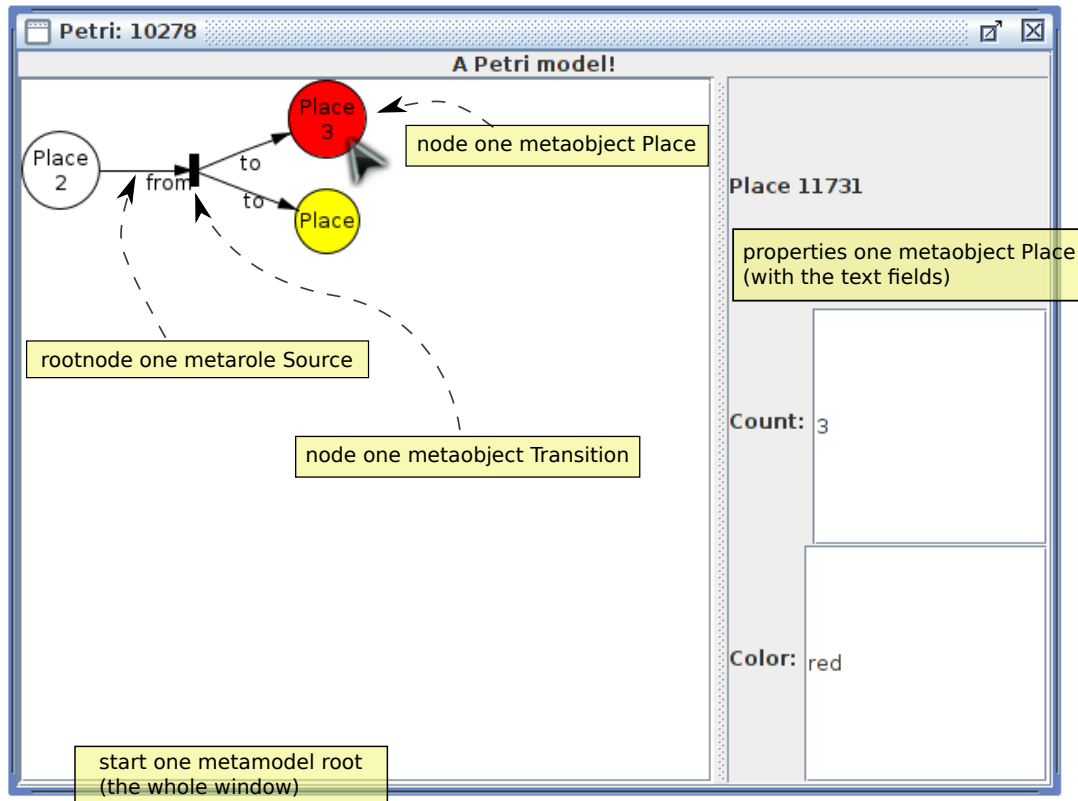 Petri: 10278
A Petri model!
Place
3
node one metaobject Place
Place
2
from
to
to
Place
Place 11731
properties one metaobject Place
(with the text fields)
rootnode one metarole Source
node one metaobject Transition
Count:
3
Color:
red
start one metamodel root
(the whole window)